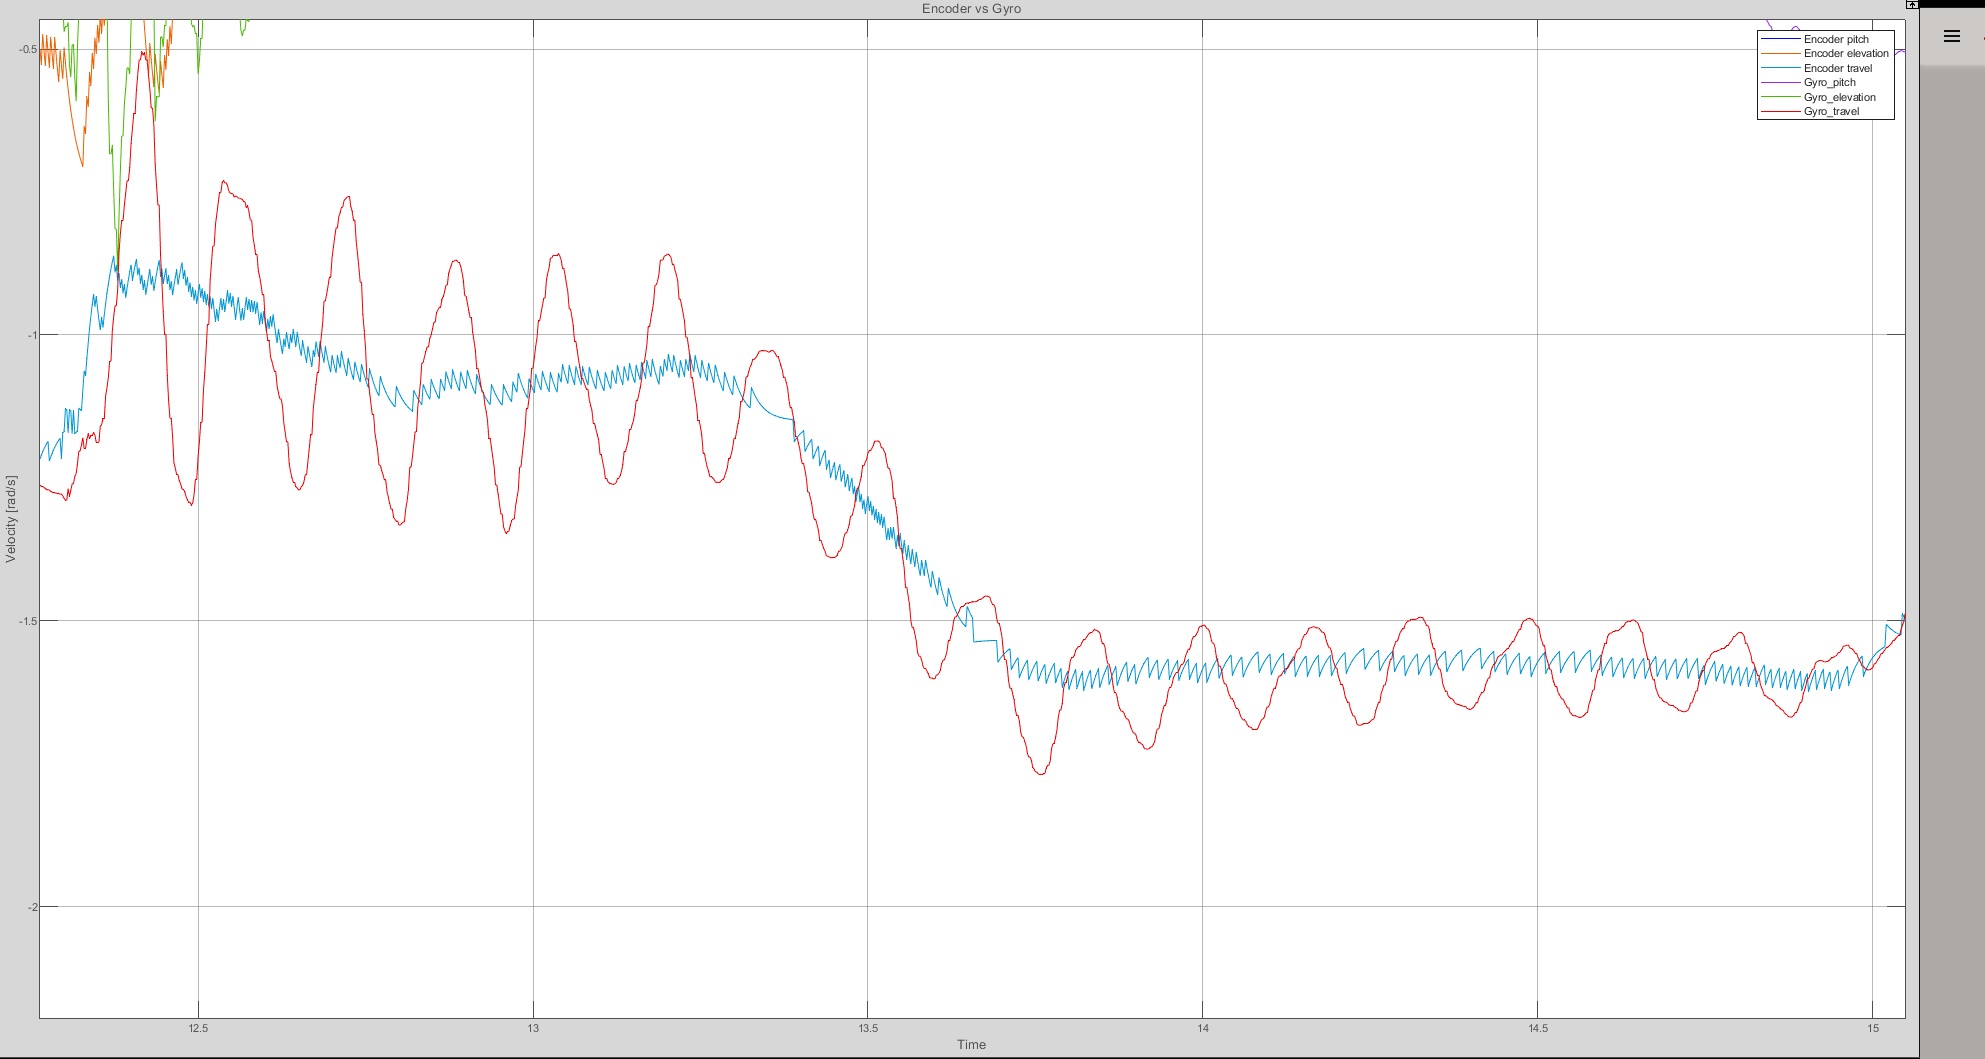 Encoder vs Gyro
-0.5
-1
-1.5
-2
Velocity [rad/s]
Encoder pitch
Encoder elevation
Encoder travel
Gyro_pitch
Gyro_elevation
Gyro_travel
12.5
13
13.5
14
14.5
15
Time